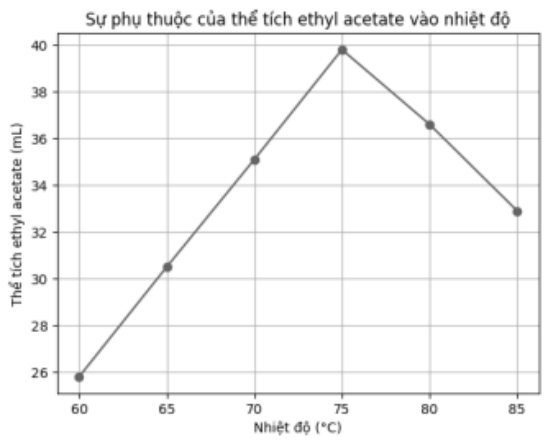 Sự phụ thuộc của thể tích ethyl acetate vào nhiệt độ
Thể tích ethyl acetate (mL)
40
38
36
34
32
30
28
26
60 65 70 75 80 85
Nhiệt độ (°C)